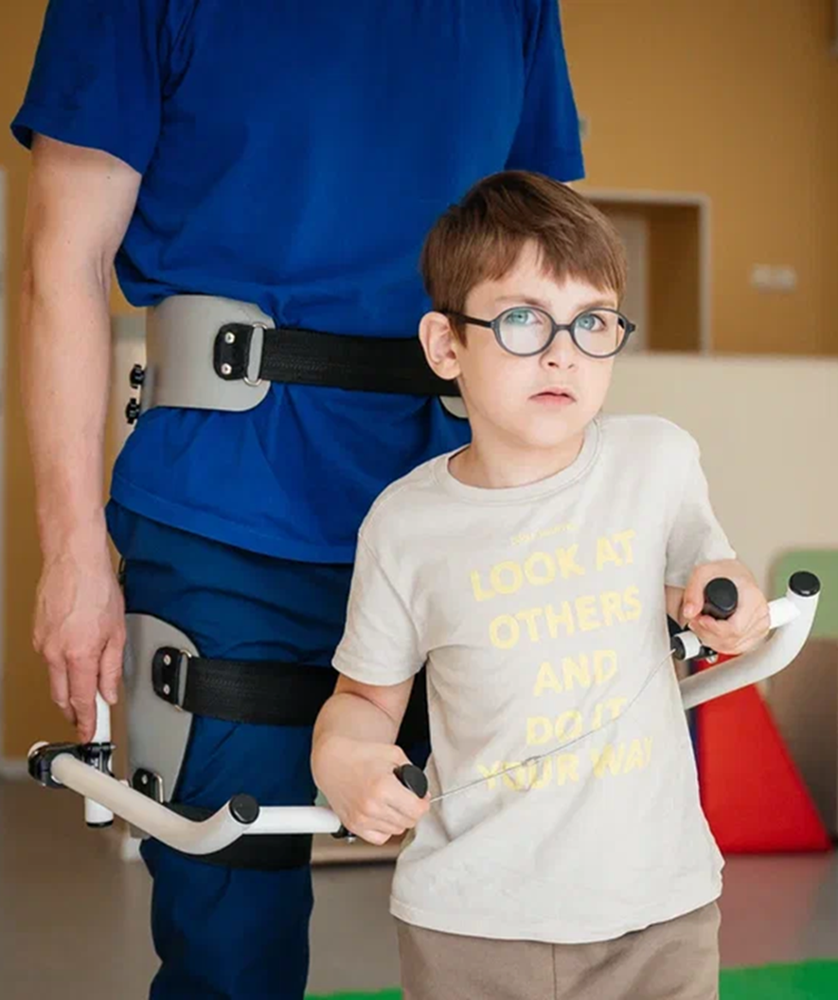 LOOK AT
OTHERS
AND
DO IT
YOUR WAY